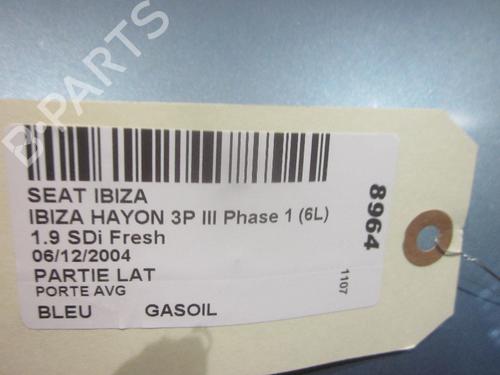 SEAT IBIZA
IBIZA HAYON 3P III Phase 1 (6L)
1.9 SDi Fresh
06/12/2004
PARTIE LAT
PORTE AVG
BLEU GASOIL
1107
8964
B-PARTS